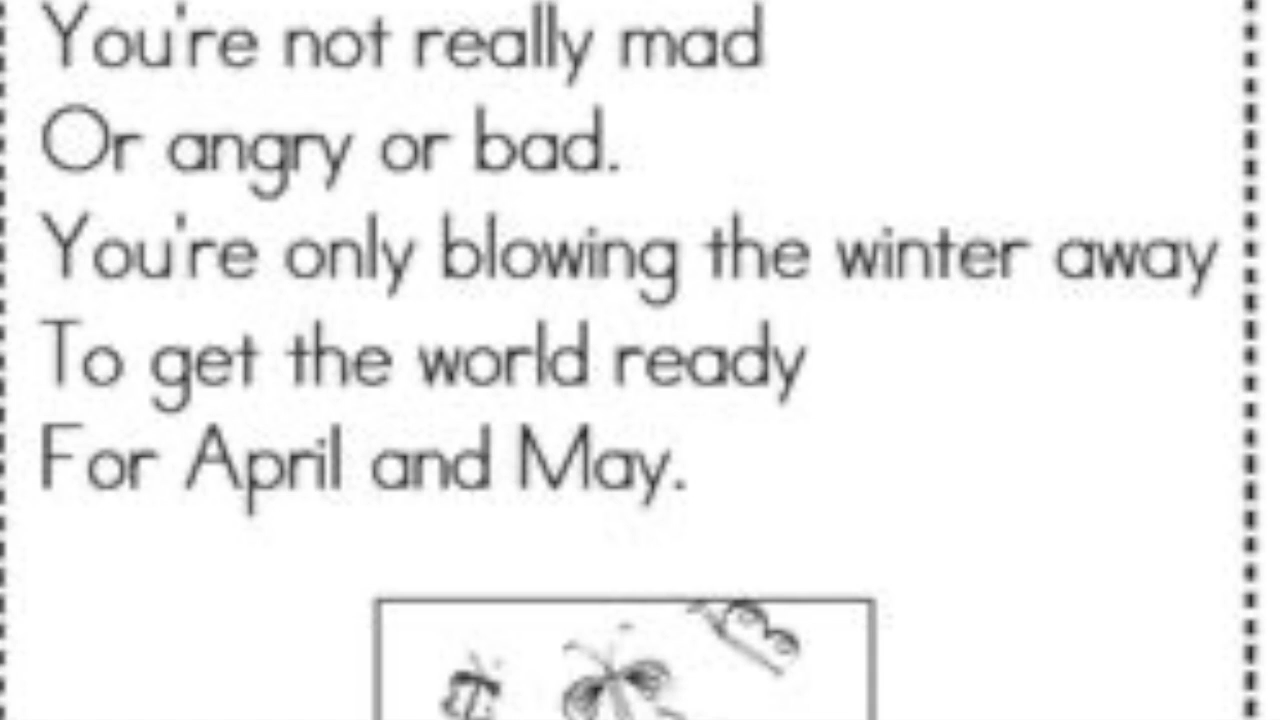 You're not really mad
Or angry or bad.
You're only blowing the winter away
To get the world ready
For April and May.